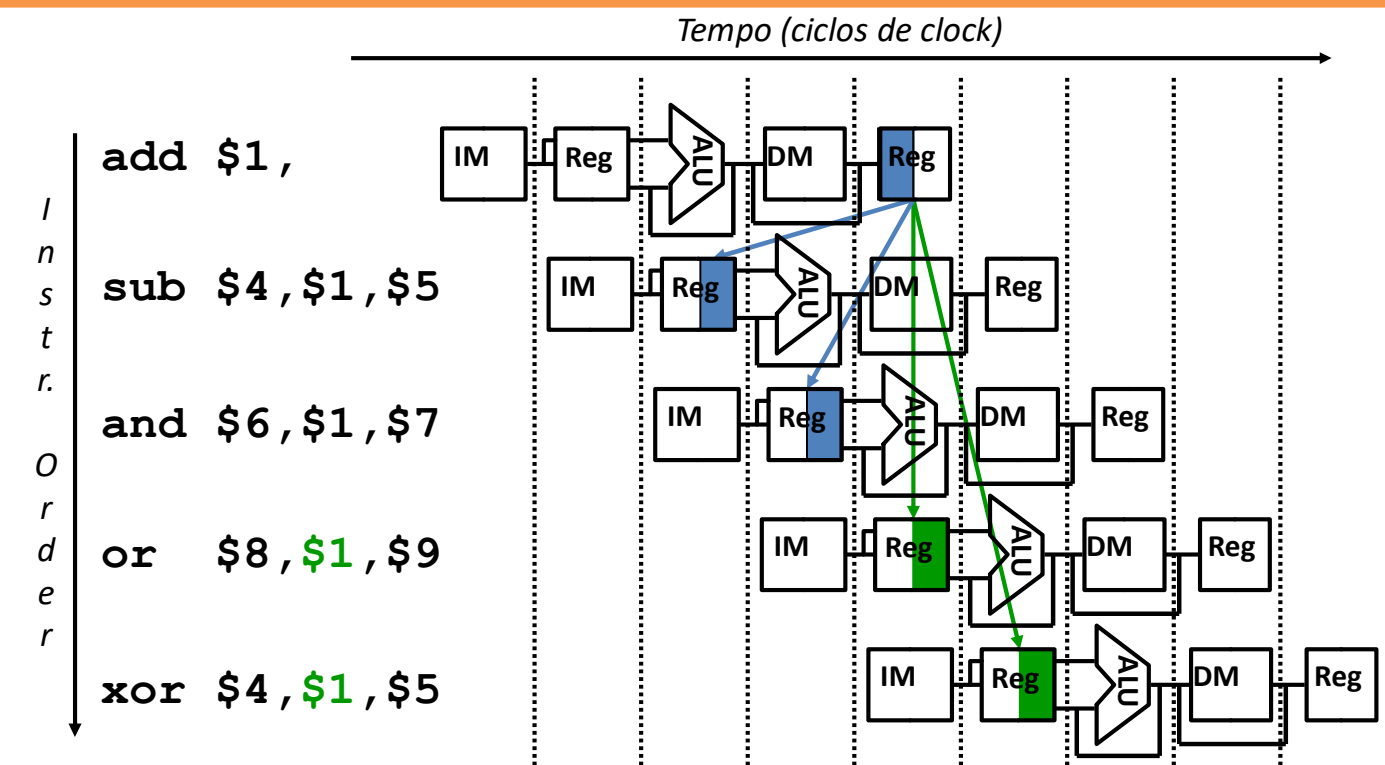 Tempo (ciclos de clock)
add $1,
IM Reg ALU DM Reg
sub $4,$1,$5
IM Reg ALU DM Reg
and $6,$1,$7
IM Reg ALU DM Reg
or $8,$1,$9
IM Reg ALU DM Reg
xor $4,$1,$5
IM Reg ALU DM Reg
Instr.
Order